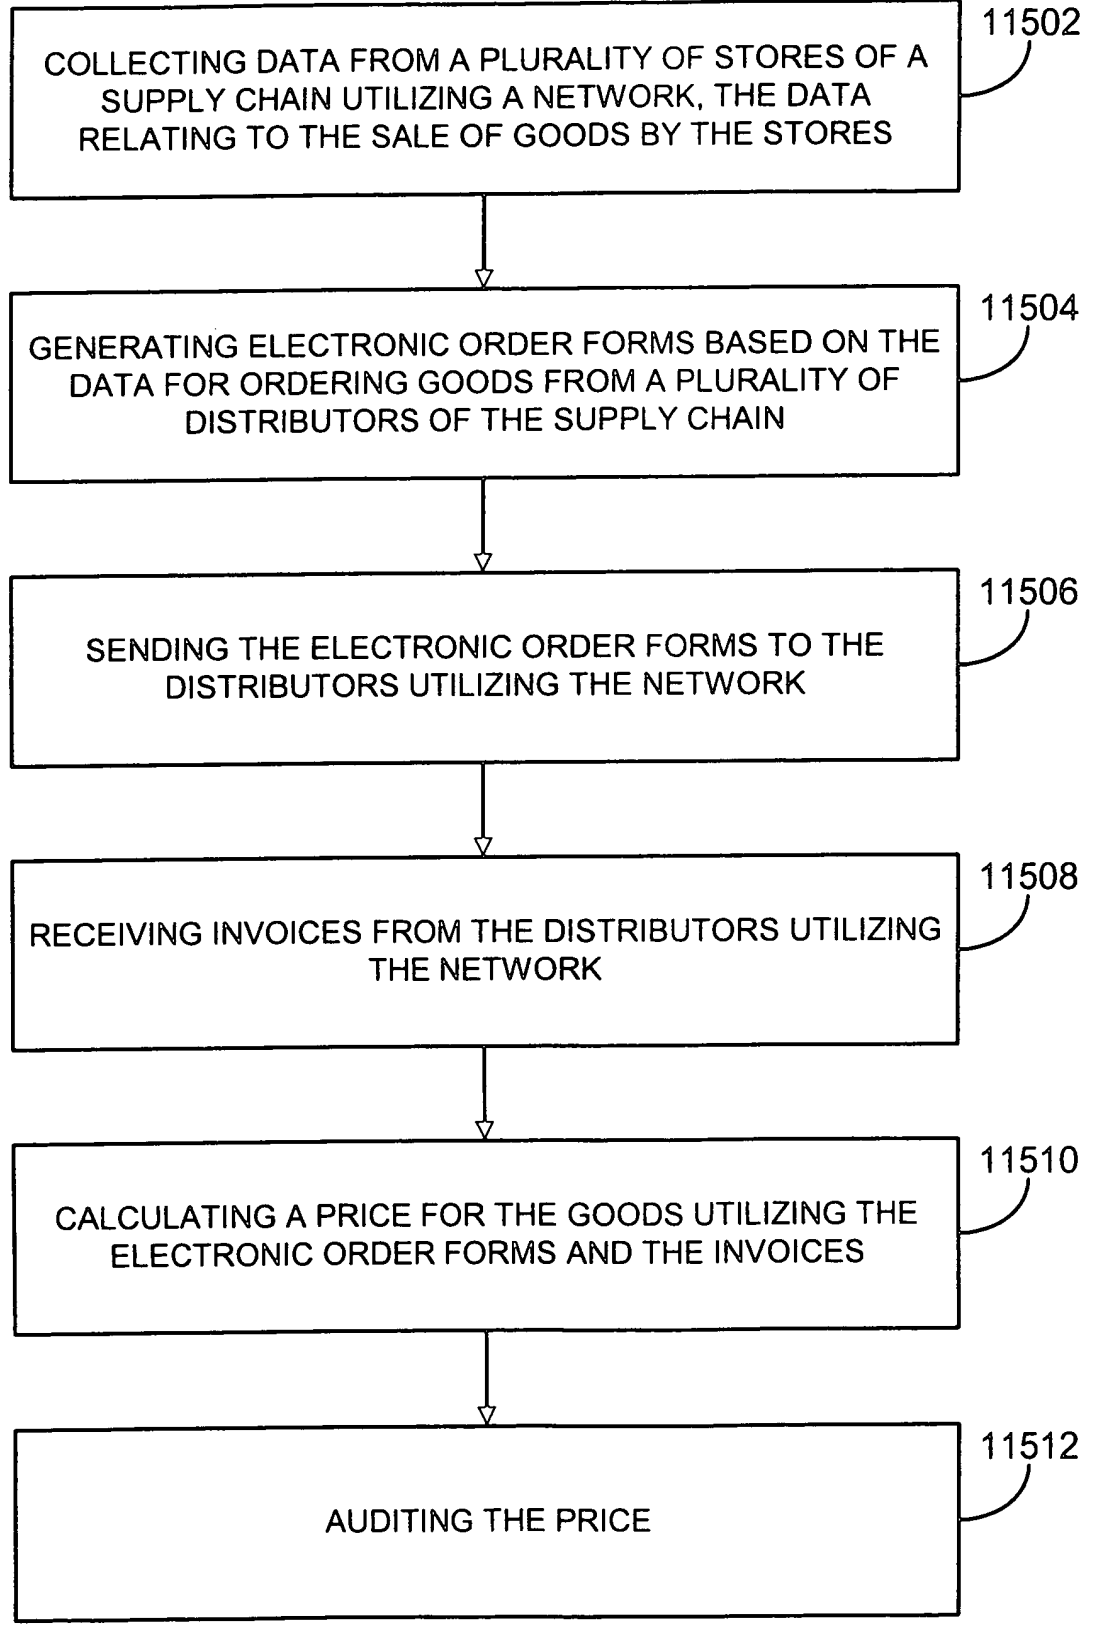 11502
COLLECTING DATA FROM A PLURALITY OF STORES OF A
SUPPLY CHAIN UTILIZING A NETWORK, THE DATA
RELATING TO THE SALE OF GOODS BY THE STORES
11504
GENERATING ELECTRONIC ORDER FORMS BASED ON THE
DATA FOR ORDERING GOODS FROM A PLURALITY OF
DISTRIBUTORS OF THE SUPPLY CHAIN
11506
SENDING THE ELECTRONIC ORDER FORMS TO THE
DISTRIBUTORS UTILIZING THE NETWORK
11508
RECEIVING INVOICES FROM THE DISTRIBUTORS UTILIZING
THE NETWORK
11510
CALCULATING A PRICE FOR THE GOODS UTILIZING THE
ELECTRONIC ORDER FORMS AND THE INVOICES
11512
AUDITING THE PRICE